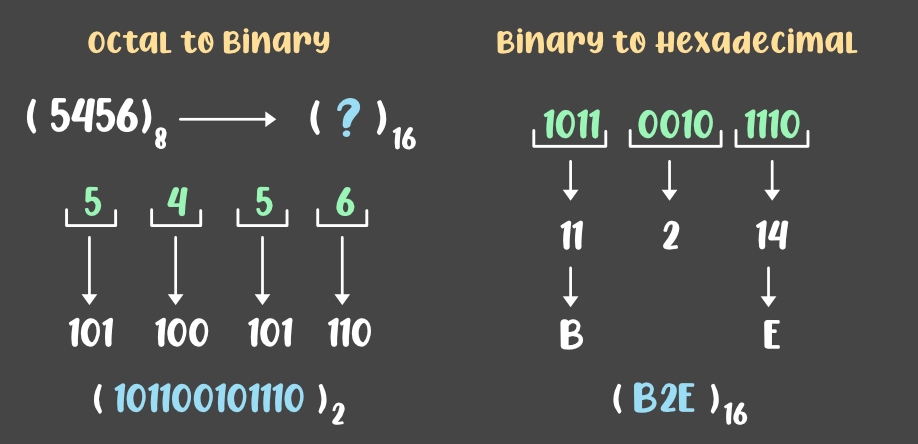 Octal to Binary
( 5456)8 ( ? )16
5 4 5 6
101 100 101 110
( 101100101110 )2
Binary to Hexadecimal
1011 0010 1110
11 2 14
B E
( B2E )16